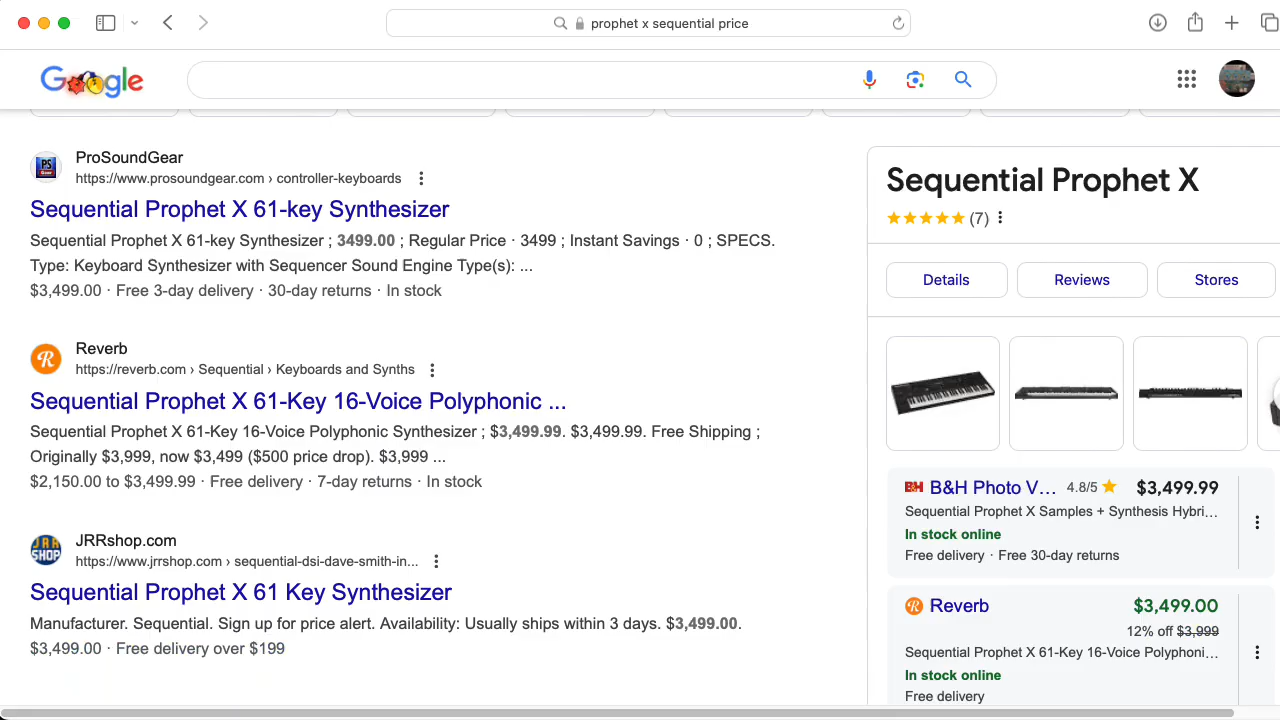 prophet x sequential price
Google
ProSoundGear
https://www.prosoundgear.com › controller-keyboards
Sequential Prophet X 61-key Synthesizer
Sequential Prophet X 61-key Synthesizer ; 3499.00 ; Regular Price · 3499 ; Instant Savings · 0 ; SPECS.
Type: Keyboard Synthesizer with Sequencer Sound Engine Type(s): ...
$3,499.00 · Free 3-day delivery · 30-day returns · In stock
Reverb
https://reverb.com › Sequential › Keyboards and Synths
Sequential Prophet X 61-Key 16-Voice Polyphonic ...
Sequential Prophet X 61-Key 16-Voice Polyphonic Synthesizer ; $3,499.99. $3,499.99. Free Shipping ;
Originally $3,999, now $3,499 ($500 price drop). $3,999 ...
$2,150.00 to $3,499.99 · Free delivery · 7-day returns · In stock
JRRshop.com
https://www.jrrshop.com › sequential-dsi-dave-smith-in...
Sequential Prophet X 61 Key Synthesizer
Manufacturer. Sequential. Sign up for price alert. Availability: Usually ships within 3 days. $3,499.00.
$3,499.00 · Free delivery over $199
Sequential Prophet X
(7)
Details
Reviews
Stores
B&H Photo V... 4.8/5 $3,499.99
Sequential Prophet X Samples + Synthesis Hybri...
In stock online
Free delivery · Free 30-day returns
Reverb $3,499.00
12% off $3,999
Sequential Prophet X 61-Key 16-Voice Polyphoni...
In stock online
Free delivery